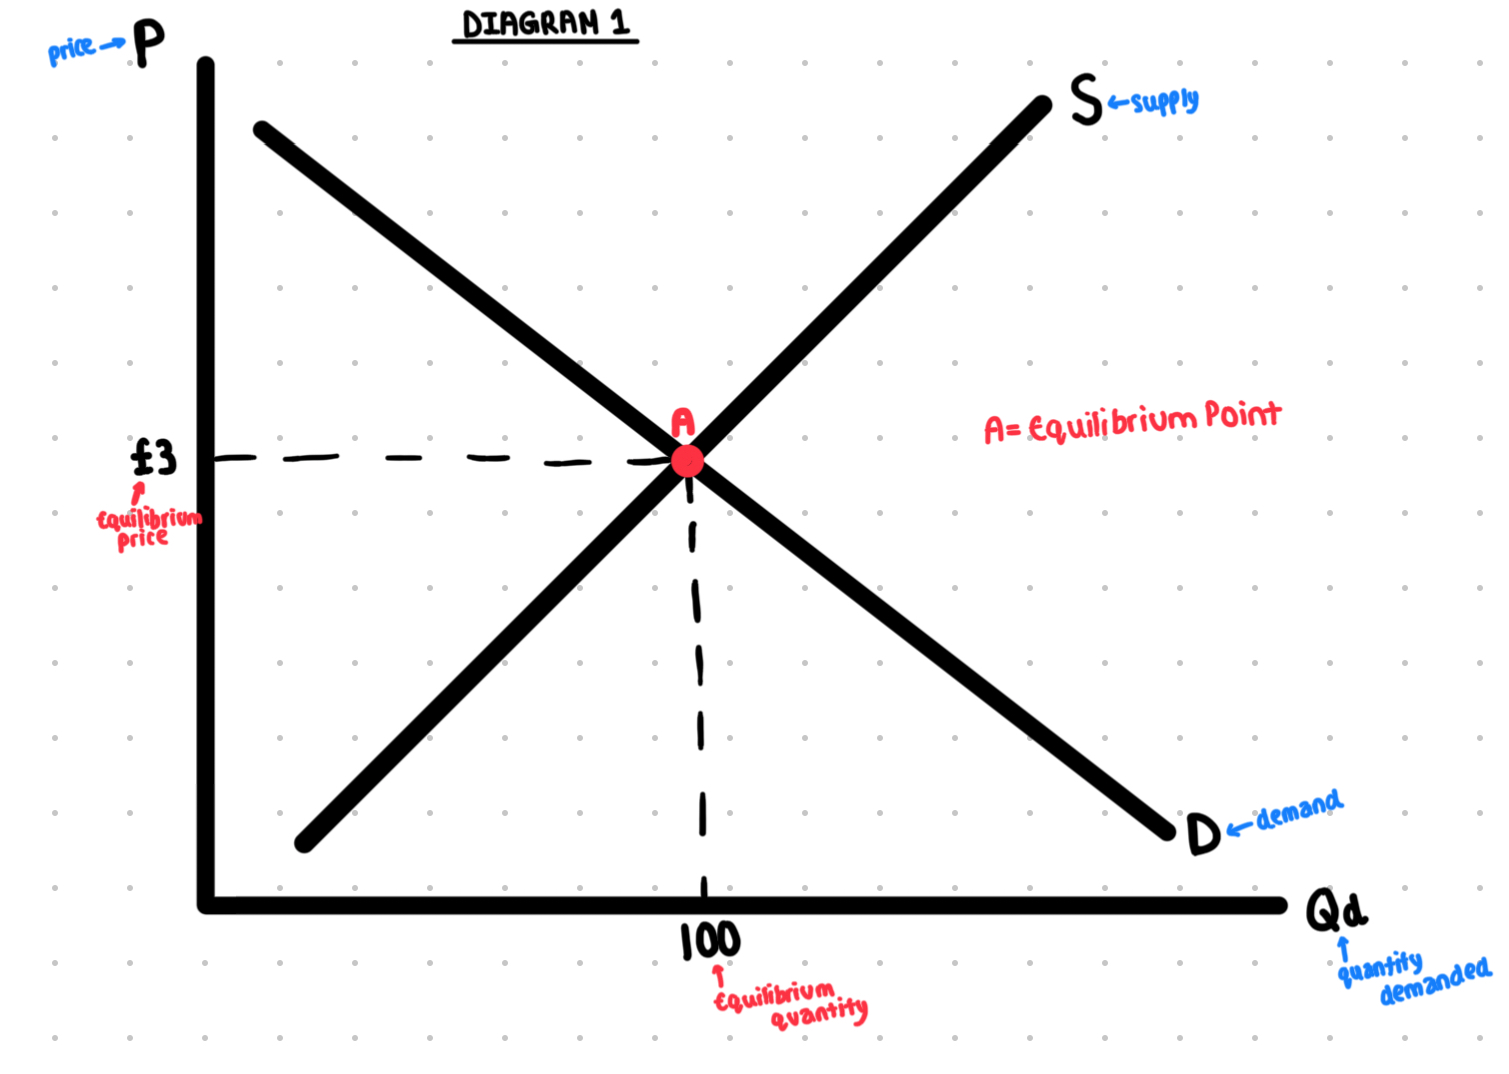 DIAGRAM 1
price → P
S ← supply
A
A = Equilibrium Point
£3
Equilibrium
price
D ← demand
Qd
100
quantity
demanded
Equilibrium
quantity